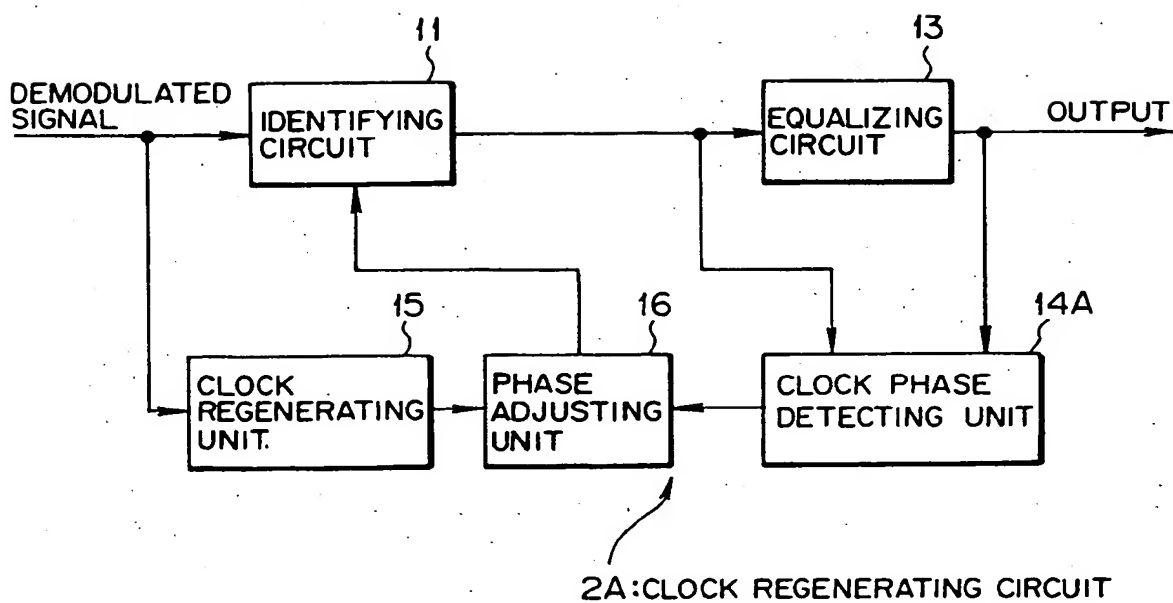 11
13
DEMODULATED
SIGNAL
IDENTIFYING
CIRCUIT
EQUALIZING
CIRCUIT
OUTPUT
15
16
14A
CLOCK
REGENERATING
UNIT.
PHASE
ADJUSTING
UNIT
CLOCK PHASE
DETECTING UNIT
2A:CLOCK REGENERATING CIRCUIT